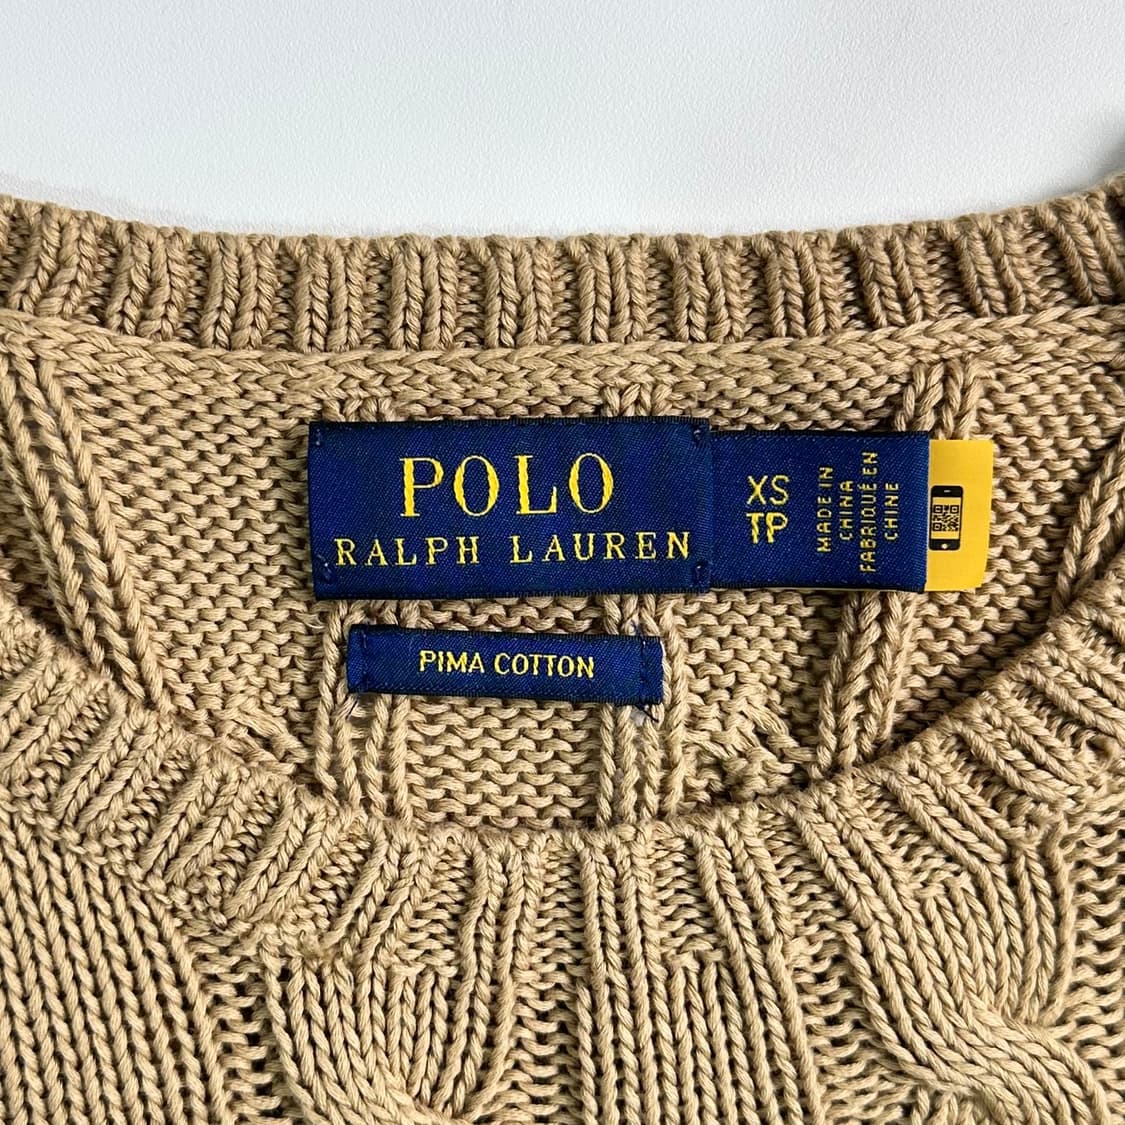 POLO
RALPH LAUREN
XS
TP
MADE IN
CHINA
FABRIQUÉ EN
CHINE
PIMA COTTON